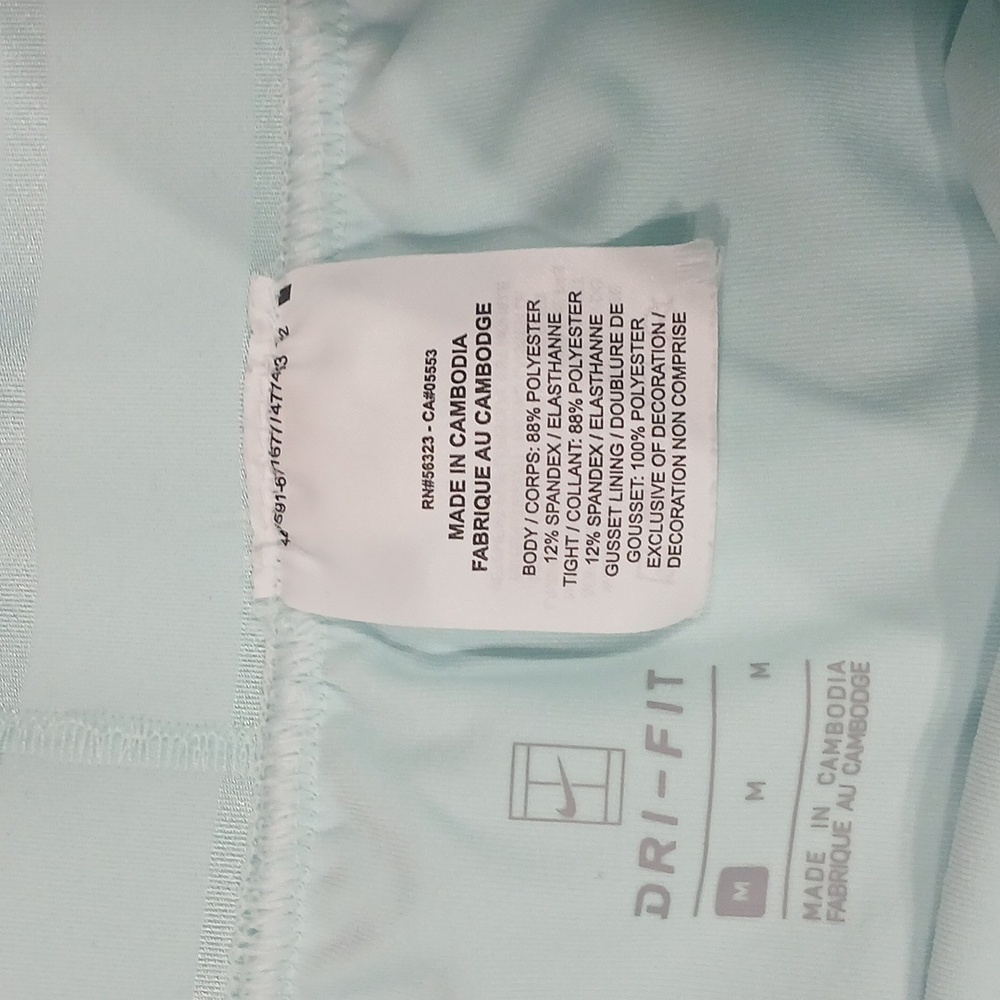 RN#56323 - CA#05553
MADE IN CAMBODIA
FABRIQUE AU CAMBODGE
BODY / CORPS: 88% POLYESTER
12% SPANDEX / ELASTHANNE
TIGHT / COLLANT: 88% POLYESTER
12% SPANDEX / ELASTHANNE
GUSSET LINING / DOUBLURE DE
GOUSSET: 100% POLYESTER
EXCLUSIVE OF DECORATION /
DECORATION NON COMPRISE
DRI-FIT
M M M
MADE IN CAMBODIA
FABRIQUE AU CAMBODGE